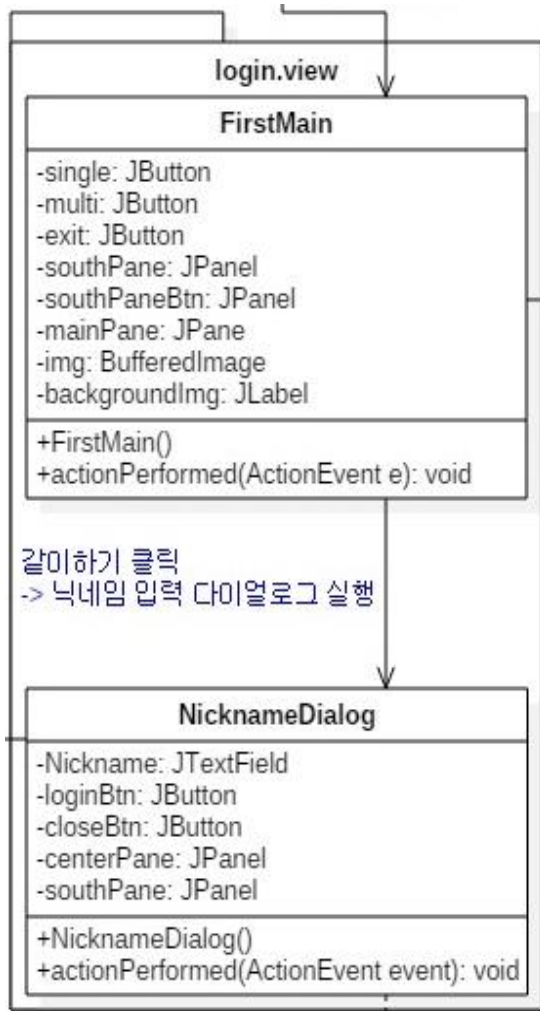 login.view
FirstMain
-single: JButton
-multi: JButton
-exit: JButton
-southPane: JPanel
-southPaneBtn: JPanel
-mainPane: JPane
-img: BufferedImage
-backgroundImg: JLabel
+FirstMain()
+actionPerformed(ActionEvent e): void
같이하기 클릭
-> 닉네임 입력 다이얼로그 실행
NicknameDialog
-Nickname: JTextField
-loginBtn: JButton
-closeBtn: JButton
-centerPane: JPanel
-southPane: JPanel
+NicknameDialog()
+actionPerformed(ActionEvent event): void